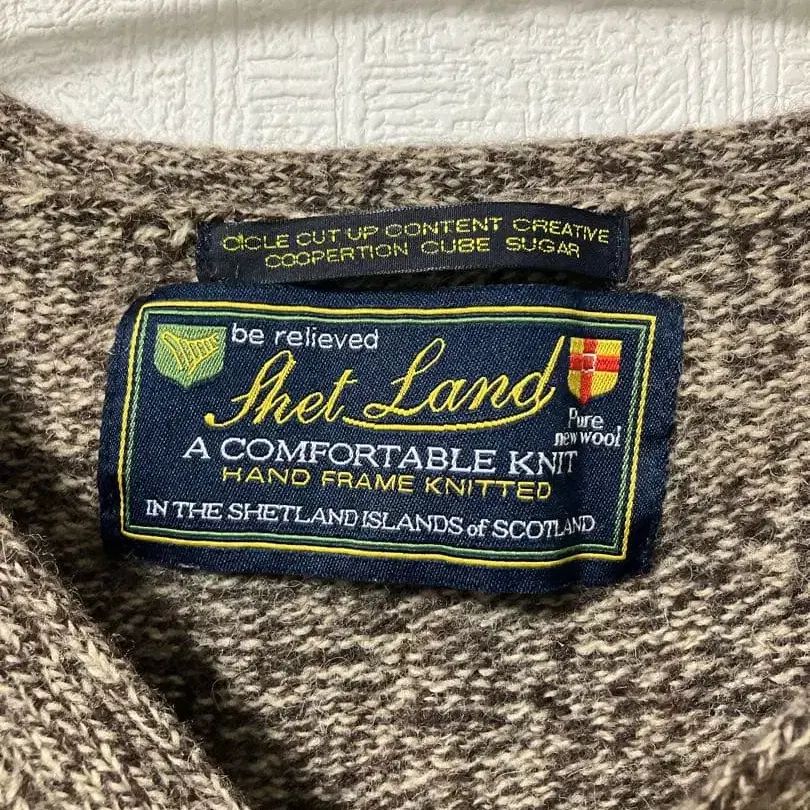 CICLE CUT UP CONTENT CREATIVE
COOPERTION CUBE SUGAR
be relieved
Shet Land
Pure
new wool
A COMFORTABLE KNIT
HAND FRAME KNITTED
IN THE SHETLAND ISLANDS of SCOTLAND